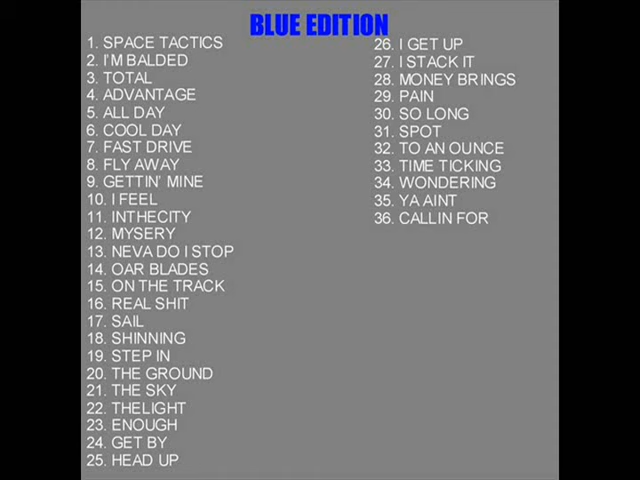 BLUE EDITION
1. SPACE TACTICS
2. I'M BALDED
3. TOTAL
4. ADVANTAGE
5. ALL DAY
6. COOL DAY
7. FAST DRIVE
8. FLY AWAY
9. GETTIN' MINE
10. I FEEL
11. INTHECITY
12. MYSERY
13. NEVA DO I STOP
14. OAR BLADES
15. ON THE TRACK
16. REAL SHIT
17. SAIL
18. SHINNING
19. STEP IN
20. THE GROUND
21. THE SKY
22. THELIGHT
23. ENOUGH
24. GET BY
25. HEAD UP
26. I GET UP
27. I STACK IT
28. MONEY BRINGS
29. PAIN
30. SO LONG
31. SPOT
32. TO AN OUNCE
33. TIME TICKING
34. WONDERING
35. YA AINT
36. CALLIN FOR